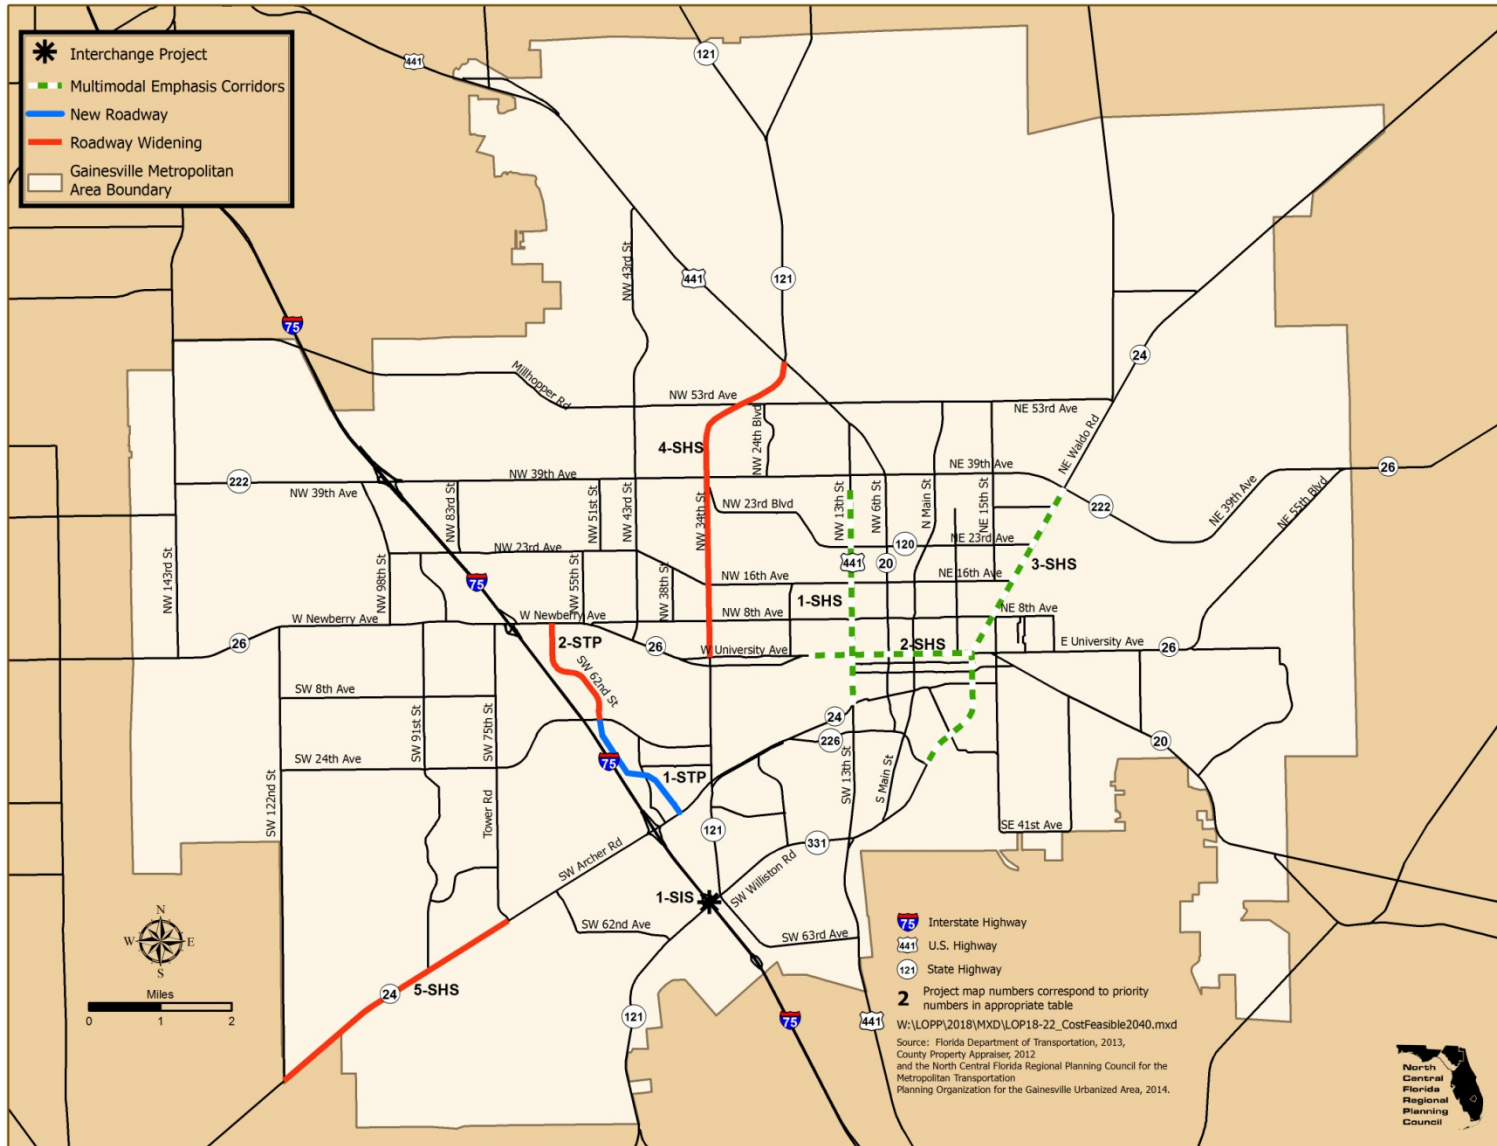 Interchange Project
Multimodal Emphasis Corridors
New Roadway
Roadway Widening
Gainesville Metropolitan
Area Boundary
441
121
441
121
75
24
NW 43rd St
Millhopper Rd
NW 53rd Ave
NE 53rd Ave
NE Waldo Rd
4-SHS
NW 24th Blvd
222
NW 39th Ave
NW 39th Ave
NE 39th Ave
26
222
NE 39th Ave
NE 55th Blvd
NW 83rd St
NW 51st St
NW 43rd St
NW 34th St
NW 23rd Blvd
NW 13th St
NW 6th St
N Main St
NE 15th St
NW 143rd St
NW 98th St
NW 23rd Ave
NW 55th St
NW 38th St
120
NE 23rd Ave
441
20
3-SHS
75
NW 16th Ave
NE 16th Ave
1-SHS
W Newberry Ave
W Newberry Ave
NW 8th Ave
NE 8th Ave
26
2-STP
26
W University Ave
2-SHS
E University Ave
26
SW 62nd St
SW 8th Ave
SW 91st St
SW 75th St
24
226
20
SW 24th Ave
75
1-STP
SW 122nd St
Tower Rd
SW 13th St
S Main St
SE 41st Ave
121
331
SW Archer Rd
SW Williston Rd
1-SIS
SW 62nd Ave
SW 63rd Ave
5-SHS
24
121
75
441
N
W
E
S
Miles
0
1
2
75
Interstate Highway
441
U.S. Highway
121
State Highway
2
Project map numbers correspond to priority
numbers in appropriate table
W:\LOPP\2018\MXD\LOP18-22_CostFeasible2040.mxd
Source: Florida Department of Transportation, 2013,
County Property Appraiser, 2012
and the North Central Florida Regional Planning Council for the
Metropolitan Transportation
Planning Organization for the Gainesville Urbanized Area, 2014.
North
Central
Florida
Regional
Planning
Council